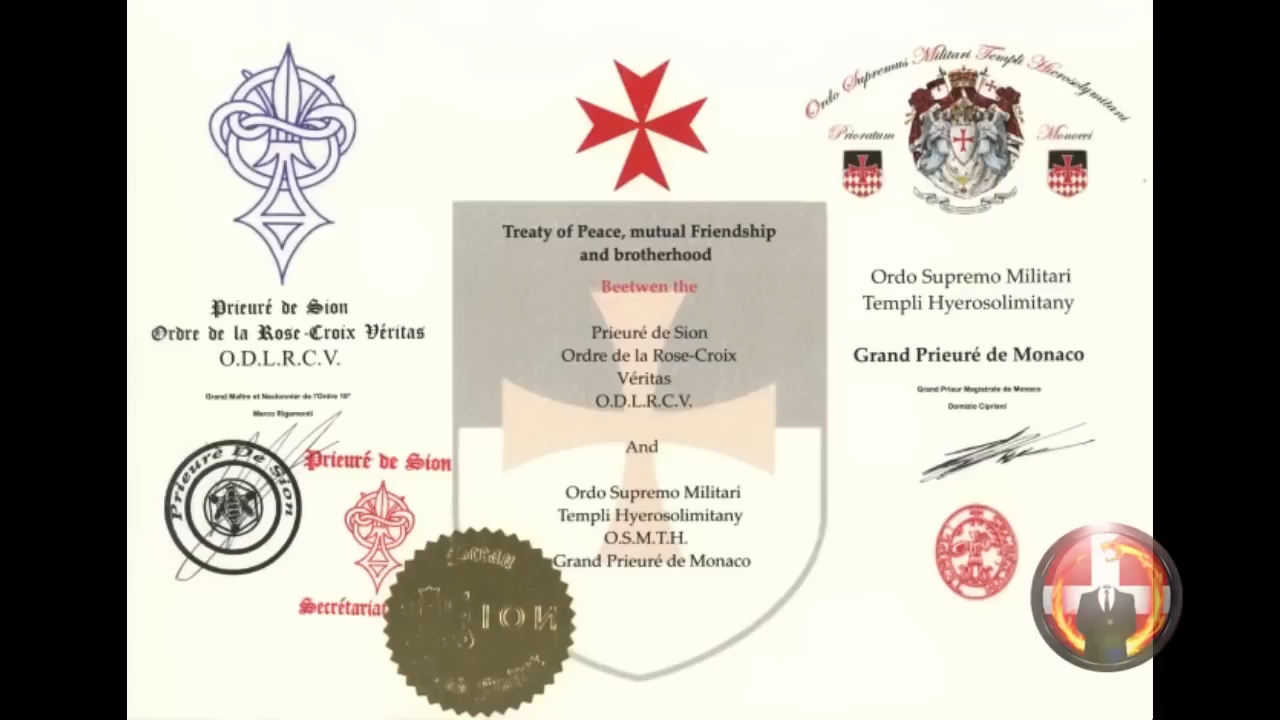 Prieuré de Sion
Ordre de la Rose-Croix Véritas
O.D.L.R.C.V.
Grand Maître et Nautonnier de l'Ordre 10°
Marco Rigamonti
Prieuré De Sion
Prieuré de Sion
Secrétariat
SION
Treaty of Peace, mutual Friendship
and brotherhood
Beetwen the
Prieuré de Sion
Ordre de la Rose-Croix
Véritas
O.D.L.R.C.V.
And
Ordo Supremo Militari
Templi Hyerosolimitany
O.S.M.T.H.
Grand Prieuré de Monaco
Ordo Supremus Militari Templi Hierosolymitani
Prioratum
Monoeci
Ordo Supremo Militari
Templi Hyerosolimitany
Grand Prieuré de Monaco
Grand Prieur Magistrale de Monaco
Domizio Cipriani